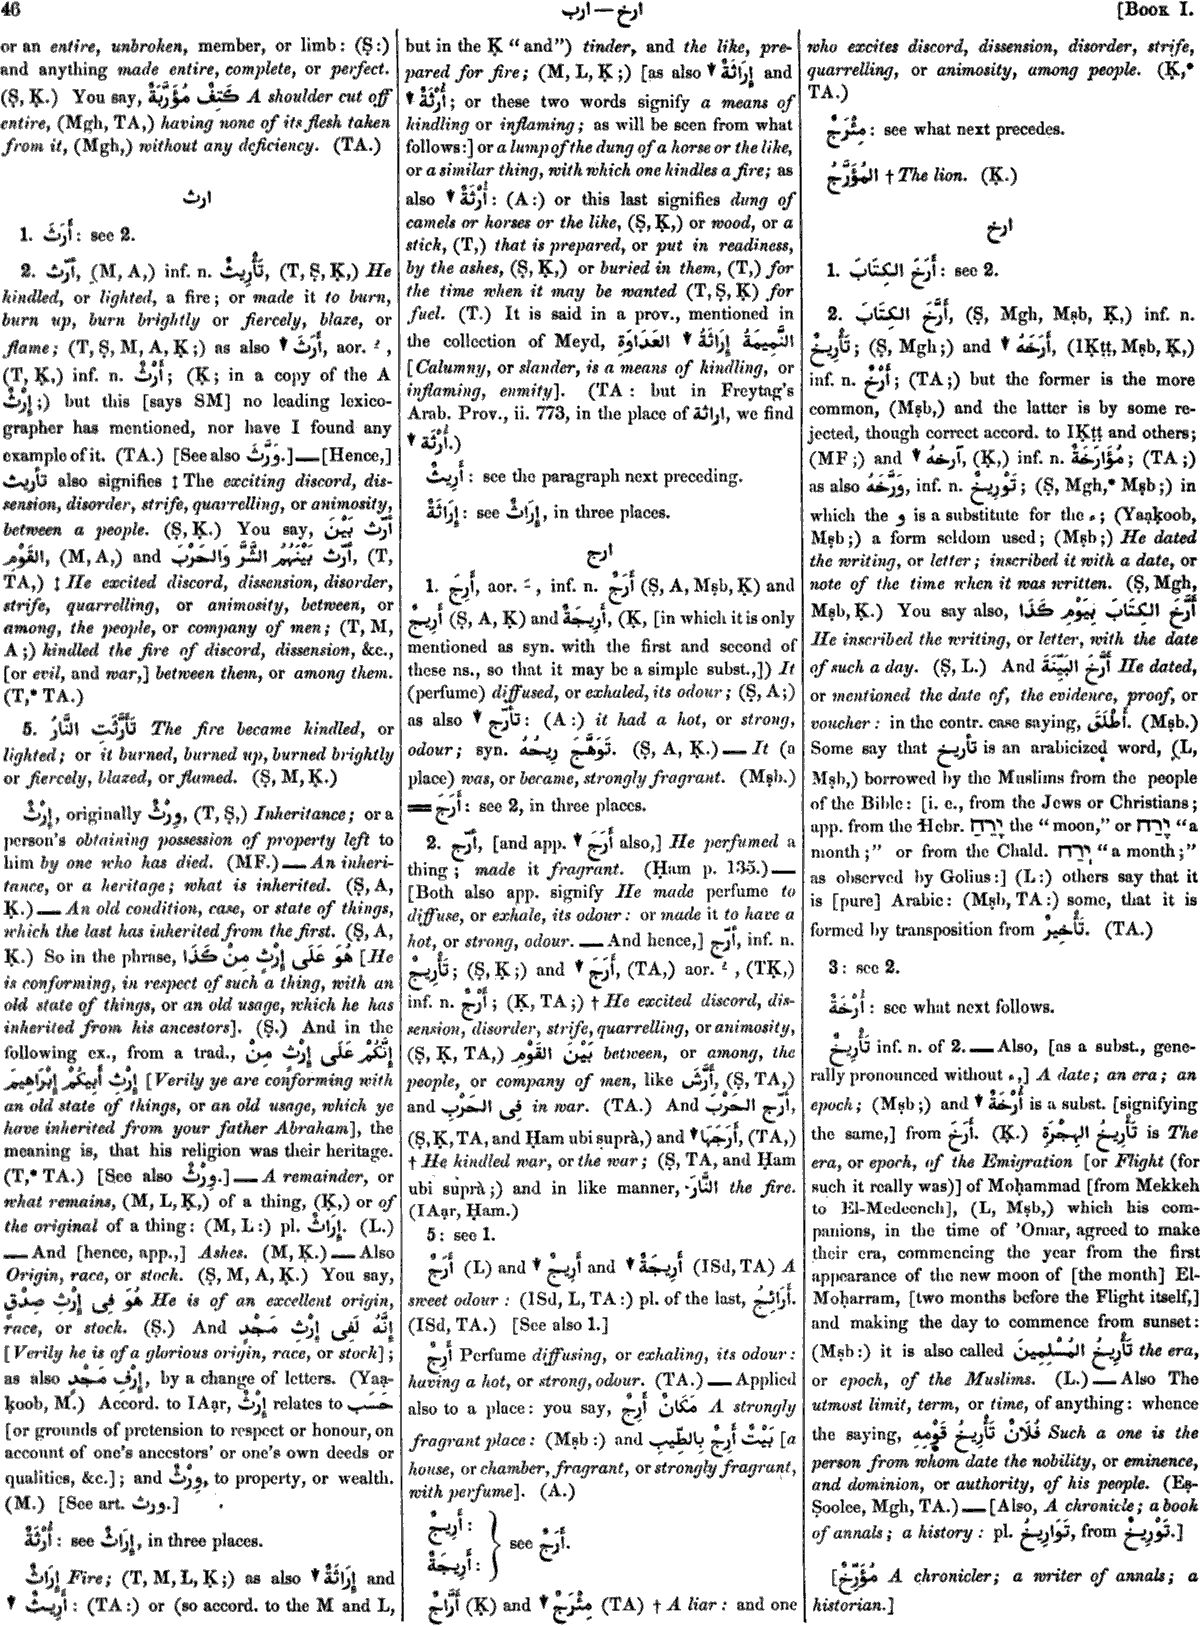 46
ارخ — ارب
[BOOK I.
or an entire, unbroken, member, or limb: (Ṣ:)
and anything made entire, complete, or perfect.
(Ṣ, Ḳ.) You say, كَتِفٌ مُؤَرَّبَةٌ A shoulder cut off
entire, (Mgh, TA,) having none of its flesh taken
from it, (Mgh,) without any deficiency. (TA.)
ارث
1. أَرَثَ: see 2.
2. أَرَّثَ, (M, A,) inf. n. تَأْرِيثٌ, (T, Ṣ, Ḳ,) He
kindled, or lighted, a fire; or made it to burn,
burn up, burn brightly or fiercely, blaze, or
flame; (T, Ṣ, M, A, Ḳ;) as also ▼ أَرَثَ, aor.
(T, Ḳ,) inf. n. أَرْثٌ; (Ḳ; in a copy of the A
إِرْثٌ;) but this [says SM] no leading lexico-
grapher has mentioned, nor have I found any
example of it. (TA.) [See also وَرَّثَ.]—[Hence,]
تأريث also signifies ‡ The exciting discord, dis-
sension, disorder, strife, quarrelling, or animosity,
between a people. (Ṣ, Ḳ.) You say, أَرَّثَ بَيْنَ
القَوْمِ, (M, A,) and أَرَّثَ بَيْنَهُمُ الشَّرَّ وَالحَرْبَ, (T,
TA,) ‡ He excited discord, dissension, disorder,
strife, quarrelling, or animosity, between, or
among, the people, or company of men; (T, M,
A;) kindled the fire of discord, dissension, &c.,
[or evil, and war,] between them, or among them.
(T,* TA.)
5. تَأَرَّثَتِ النَّارُ The fire became kindled, or
lighted; or it burned, burned up, burned brightly
or fiercely, blazed, or flamed. (Ṣ, M, Ḳ.)
إِرْثٌ, originally وِرْثٌ, (T, Ṣ,) Inheritance; or a
person's obtaining possession of property left to
him by one who has died. (MF.) — An inheri-
tance, or a heritage; what is inherited. (Ṣ, A,
Ḳ.) — An old condition, case, or state of things,
which the last has inherited from the first. (Ṣ, A,
Ḳ.) So in the phrase, هُوَ عَلَى إِرْثٍ مِنْ كَذَا [He
is conforming, in respect of such a thing, with an
old state of things, or an old usage, which he has
inherited from his ancestors]. (Ṣ.) And in the
following ex., from a trad., إِنَّكُمْ عَلَى إِرْثٍ مِنْ
إِرْثِ أَبِيكُمْ إِبْرَاهِيمَ [Verily ye are conforming with
an old state of things, or an old usage, which ye
have inherited from your father Abraham], the
meaning is, that his religion was their heritage.
(T,* TA.) [See also وِرْثٌ.] — A remainder, or
what remains, (M, L, Ḳ,) of a thing, (Ḳ,) or of
the original of a thing: (M, L:) pl. إِرَاثٌ. (L.)
— And [hence, app.,] Ashes. (M, Ḳ.) — Also
Origin, race, or stock. (Ṣ, M, A, Ḳ.) You say,
هُوَ فِى إِرْثِ صِدْقٍ He is of an excellent origin,
race, or stock. (Ṣ.) And إِنَّهُ لَفِى إِرْثِ مَجْدٍ
[Verily he is of a glorious origin, race, or stock];
as also إِرْفِ مَجْدٍ, by a change of letters. (Yaạ-
ḳoob, M.) Accord. to IAạr, إِرْثٌ relates to حَسَب
[or grounds of pretension to respect or honour, on
account of one's ancestors' or one's own deeds or
qualities, &c.]; and وِرْثٌ, to property, or wealth.
(M.) [See art. ورث.]
أُرْثَةٌ: see إِرَاثٌ, in three places.
إِرَاثٌ Fire; (T, M, L, Ḳ;) as also ▼ إِرَاثَةٌ and
▼ أَرِيثٌ: (TA:) or (so accord. to the M and L,
but in the Ḳ “and”) tinder, and the like, pre-
pared for fire; (M, L, Ḳ;) [as also ▼ إِرَاثَةٌ and
▼ أُرْثَةٌ; or these two words signify a means of
kindling or inflaming; as will be seen from what
follows:] or a lump of the dung of a horse or the like,
or a similar thing, with which one kindles a fire; as
also ▼ أُرْثَةٌ: (A:) or this last signifies dung of
camels or horses or the like, (Ṣ, Ḳ,) or wood, or a
stick, (T,) that is prepared, or put in readiness,
by the ashes, (Ṣ, Ḳ,) or buried in them, (T,) for
the time when it may be wanted (T, Ṣ, Ḳ) for
fuel. (T.) It is said in a prov., mentioned in
the collection of Meyd, النَّمِيمَةُ إِرَاثَةُ ▼ العَدَاوَةِ
[Calumny, or slander, is a means of kindling, or
inflaming, enmity]. (TA: but in Freytag's
Arab. Prov., ii. 773, in the place of اراثة, we find
▼ أُرْثَة.)
أَرِيثٌ: see the paragraph next preceding.
إِرَاثَةٌ: see إِرَاثٌ, in three places.
ارج
1. أَرِجَ, aor. , inf. n. أَرَجٌ (Ṣ, A, Mṣb, Ḳ) and
أَرِيجٌ (Ṣ, A, Ḳ) and أَرِيجَةٌ, (Ḳ, [in which it is only
mentioned as syn. with the first and second of
these ns., so that it may be a simple subst.,]) It
(perfume) diffused, or exhaled, its odour; (Ṣ, A;)
as also ▼ تأرّج: (A:) it had a hot, or strong,
odour; syn. تَوَهَّجَ رِيحُهُ. (Ṣ, A, Ḳ.) — It (a
place) was, or became, strongly fragrant. (Mṣb.)
= أَرَجَ: see 2, in three places.
2. أَرَّجَ, [and app. ▼ أَرَجَ also,] He perfumed a
thing; made it fragrant. (Ḥam p. 135.) —
[Both also app. signify He made perfume to
diffuse, or exhale, its odour: or made it to have a
hot, or strong, odour. — And hence,] أرّج, inf. n.
تَأْرِيجٌ; (Ṣ, Ḳ;) and ▼ أَرَجَ, (TA,) aor. , (TḲ,)
inf. n. أَرْجٌ; (Ḳ, TA;) † He excited discord, dis-
sension, disorder, strife, quarrelling, or animosity,
(Ṣ, Ḳ, TA,) بَيْنَ القَوْمِ between, or among, the
people, or company of men, like أَرَّشَ, (Ṣ, TA,)
and فِى الحَرْبِ in war. (TA.) And أرّج الحَرْبَ,
(Ṣ, Ḳ, TA, and Ḥam ubi suprà,) and ▼ أَرَجَهَا, (TA,)
† He kindled war, or the war; (Ṣ, TA, and Ḥam
ubi suprà;) and in like manner, النَّارَ the fire.
(IAạr, Ḥam.)
5: see 1.
أَرَجٌ (L) and ▼ أَرِيجٌ and ▼ أَرِيجَةٌ (ISd, TA) A
sweet odour: (ISd, L, TA:) pl. of the last, أَرَائِجُ.
(ISd, TA.) [See also 1.]
أَرِجٌ Perfume diffusing, or exhaling, its odour:
having a hot, or strong, odour. (TA.) — Applied
also to a place: you say, مَكَانٌ أَرِجٌ A strongly
fragrant place: (Mṣb:) and بَيْتٌ أَرِجٌ بِالطِّيبِ [a
house, or chamber, fragrant, or strongly fragrant,
with perfume]. (A.)
أَرِيجٌ:
أَرِيجَةٌ:
see أَرَجٌ.
أَرَّاجٌ (Ḳ) and ▼ مِئْرَجٌ (TA) † A liar: and one
who excites discord, dissension, disorder, strife,
quarrelling, or animosity, among people. (Ḳ,*
TA.)
مِئْرَجٌ: see what next precedes.
المُؤَرَّجُ † The lion. (Ḳ.)
ارخ
1. أَرَخَ الكِتَابَ: see 2.
2. أَرَّخَ الكِتَابَ, (Ṣ, Mgh, Mṣb, Ḳ,) inf. n.
تَأْرِيخٌ; (Ṣ, Mgh;) and ▼ أَرَخَهُ, (IḲṭṭ, Mṣb, Ḳ,)
inf. n. أَرْخٌ; (TA;) but the former is the more
common, (Mṣb,) and the latter is by some re-
jected, though correct accord. to IḲṭṭ and others;
(MF;) and ▼ آرخهُ, (Ḳ,) inf. n. مُؤَارَخَةٌ; (TA;)
as also وَرَّخَهُ, inf. n. تَوْرِيخٌ; (Ṣ, Mgh,* Mṣb;) in
which the و is a substitute for the ء; (Yaạḳoob,
Mṣb;) a form seldom used; (Mṣb;) He dated
the writing, or letter; inscribed it with a date, or
note of the time when it was written. (Ṣ, Mgh,
Mṣb, Ḳ.) You say also, أَرَّخَ الكِتَابَ بِيَوْمِ كَذَا
He inscribed the writing, or letter, with the date
of such a day. (Ṣ, L.) And أَرَّخَ البَيِّنَةَ He dated,
or mentioned the date of, the evidence, proof, or
voucher: in the contr. case saying, أَطْلَقَ. (Mṣb.)
Some say that تأريخ is an arabicized word, (L,
Mṣb,) borrowed by the Muslims from the people
of the Bible: [i. e., from the Jews or Christians;
app. from the Hebr. יָרֵחַ the “moon,” or יֶרַח “a
month;” or from the Chald. יְרַח “a month;”
as observed by Golius:] (L:) others say that it
is [pure] Arabic: (Mṣb, TA:) some, that it is
formed by transposition from تَأْخِيرٌ. (TA.)
3: see 2.
أُرْخَةٌ: see what next follows.
تَأْرِيخٌ inf. n. of 2. — Also, [as a subst., gene-
rally pronounced without ء,] A date; an era; an
epoch; (Mṣb;) and ▼ أُرْخَةٌ is a subst. [signifying
the same,] from أَرَّخَ. (Ḳ.) تَأْرِيخُ الهِجْرَةِ is The
era, or epoch, of the Emigration [or Flight (for
such it really was)] of Moḥammad [from Mekkeh
to El-Medeeneh], (L, Mṣb,) which his com-
panions, in the time of 'Omar, agreed to make
their era, commencing the year from the first
appearance of the new moon of [the month] El-
Moḥarram, [two months before the Flight itself,]
and making the day to commence from sunset:
(Mṣb:) it is also called تَأْرِيخُ المُسْلِمِينَ the era,
or epoch, of the Muslims. (L.) — Also The
utmost limit, term, or time, of anything: whence
the saying, فُلَانٌ تَأْرِيخُ قَوْمِهِ Such a one is the
person from whom date the nobility, or eminence,
and dominion, or authority, of his people. (Eṣ-
Ṣoolee, Mgh, TA.) — [Also, A chronicle; a book
of annals; a history: pl. تَوَارِيخُ, from تَوْرِيخٌ.]
[مُؤَرِّخٌ A chronicler; a writer of annals; a
historian.]